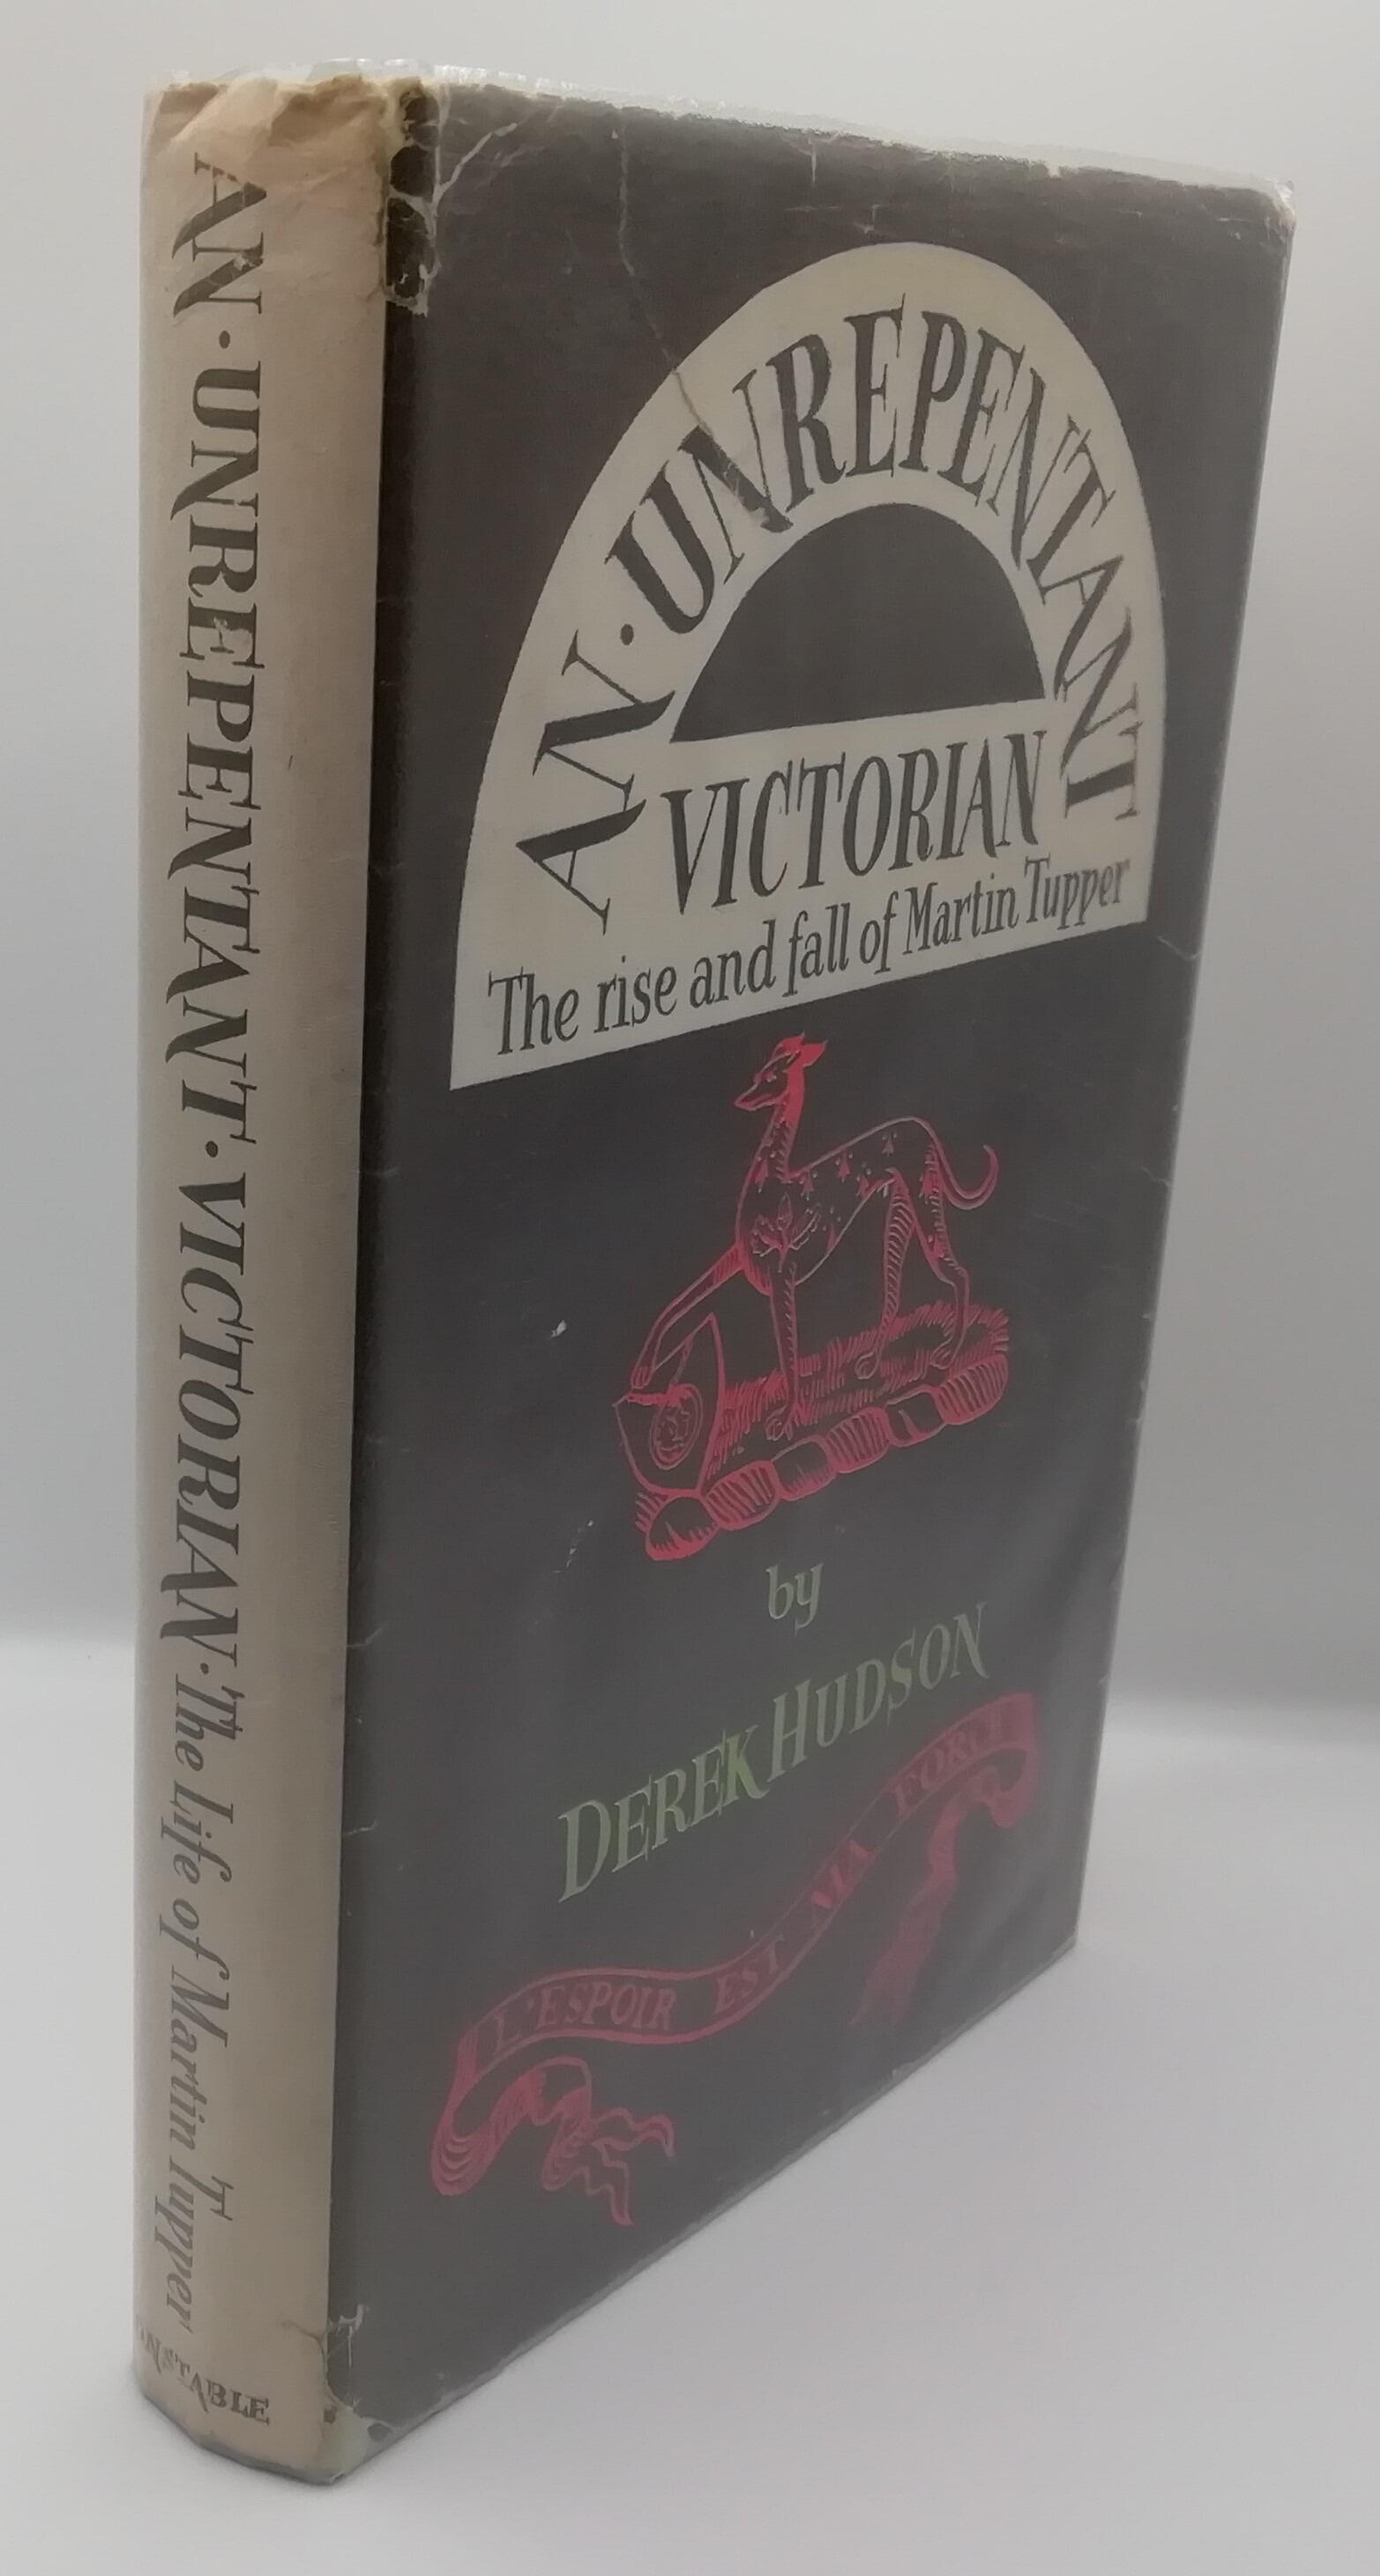 AN · UNREPENTANT · VICTORIAN · The Life of Martin Tupper
NSTABLE
AN · UNREPENTANT
VICTORIAN
The rise and fall of Martin Tupper
by
DEREK HUDSON
L'ESPOIR EST MA FORCE